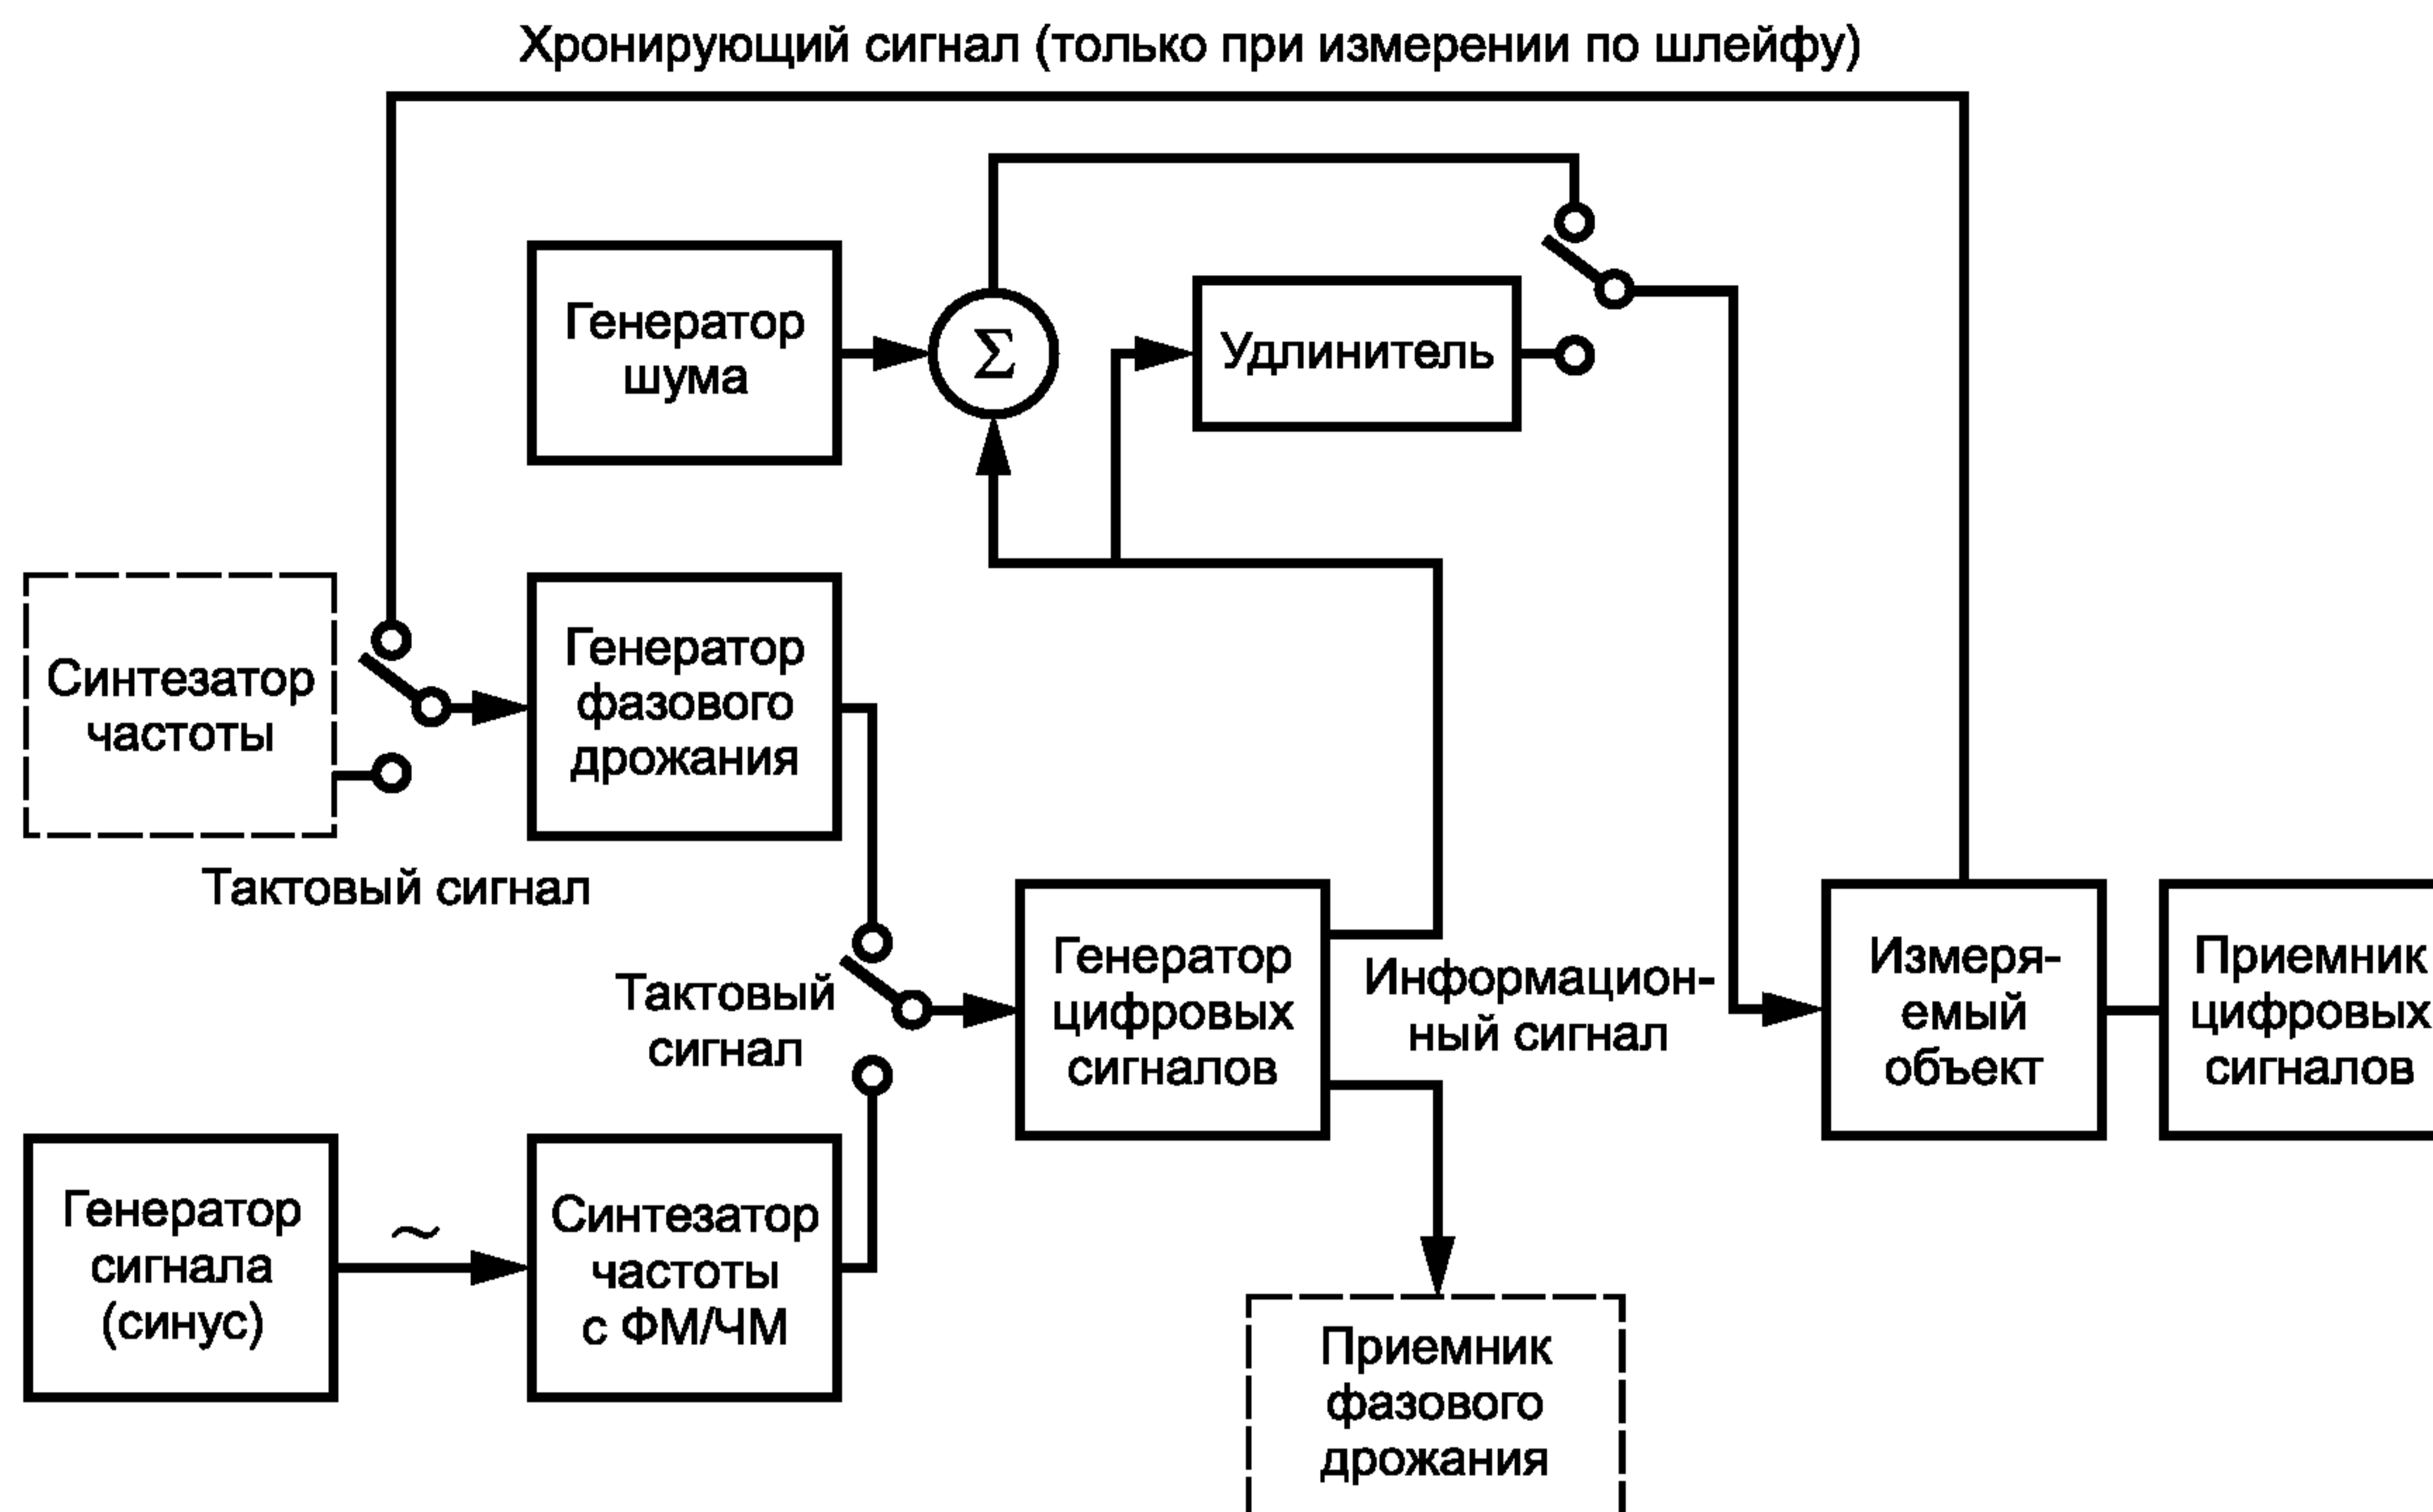 Хронирующий сигнал (только при измерении по шлейфу)
Генератор
шума
Σ
Удлинитель
Синтезатор
частоты
Генератор
фазового
дрожания
Тактовый сигнал
Тактовый
сигнал
Генератор
цифровых
сигналов
Информацион-
ный сигнал
Измеря-
емый
объект
Приемник
цифровых
сигналов
Генератор
сигнала
(синус)
~
Синтезатор
частоты
с ФМ/ЧМ
Приемник
фазового
дрожания